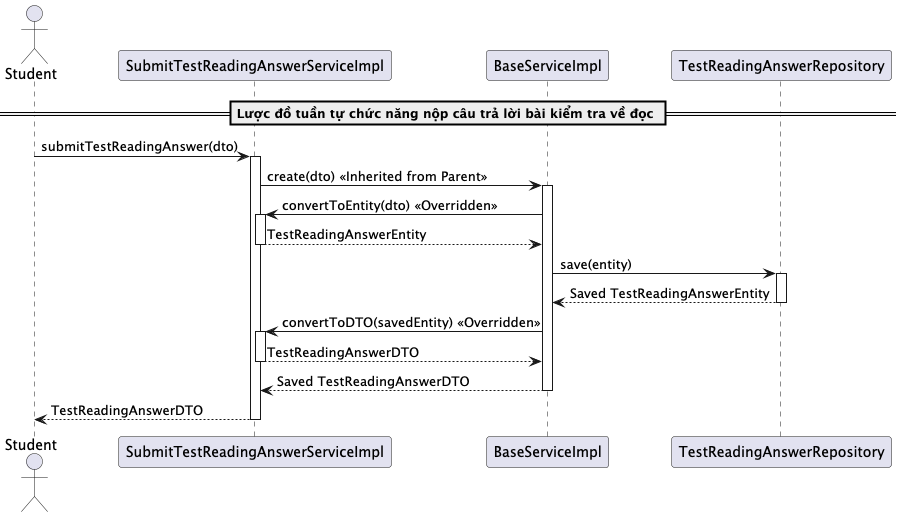 Student
SubmitTestReadingAnswerServiceImpl
BaseServiceImpl
TestReadingAnswerRepository
Lược đồ tuần tự chức năng nộp câu trả lời bài kiểm tra về đọc
submitTestReadingAnswer(dto)
create(dto) «Inherited from Parent»
convertToEntity(dto) «Overridden»
TestReadingAnswerEntity
save(entity)
Saved TestReadingAnswerEntity
convertToDTO(savedEntity) «Overridden»
TestReadingAnswerDTO
Saved TestReadingAnswerDTO
TestReadingAnswerDTO
Student
SubmitTestReadingAnswerServiceImpl
BaseServiceImpl
TestReadingAnswerRepository